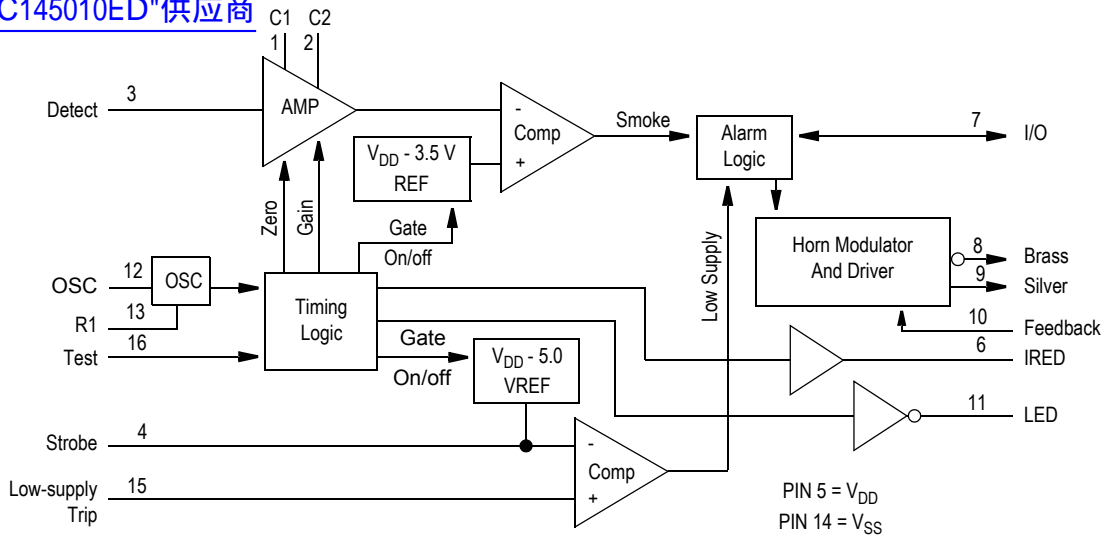 C145010ED"供应商
C1
C2
1
2
Detect
3
AMP
-
Comp
+
Smoke
Alarm
Logic
7
I/O
VDD - 3.5 V
REF
Zero
Gain
Gate
On/off
Low Supply
Horn Modulator
And Driver
8
Brass
9
Silver
10
Feedback
6
IRED
OSC
12
OSC
R1
13
Test
16
Timing
Logic
Gate
On/off
VDD - 5.0
VREF
11
LED
Strobe
4
-
Comp
+
Low-supply
Trip
15
PIN 5 = VDD
PIN 14 = VSS